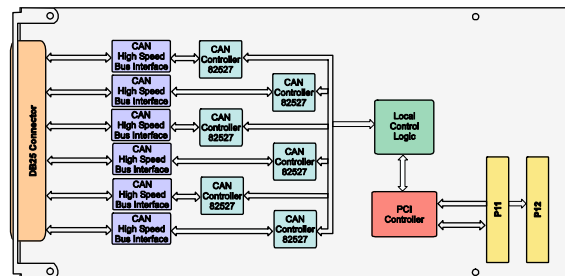 DB25 Connector
CAN
High Speed
Bus Interface
CAN
Controller
82527
CAN
High Speed
Bus Interface
CAN
Controller
82527
CAN
High Speed
Bus Interface
CAN
Controller
82527
CAN
High Speed
Bus Interface
CAN
Controller
82527
CAN
High Speed
Bus Interface
CAN
Controller
82527
CAN
High Speed
Bus Interface
CAN
Controller
82527
Local
Control
Logic
PCI
Controller
P11
P12